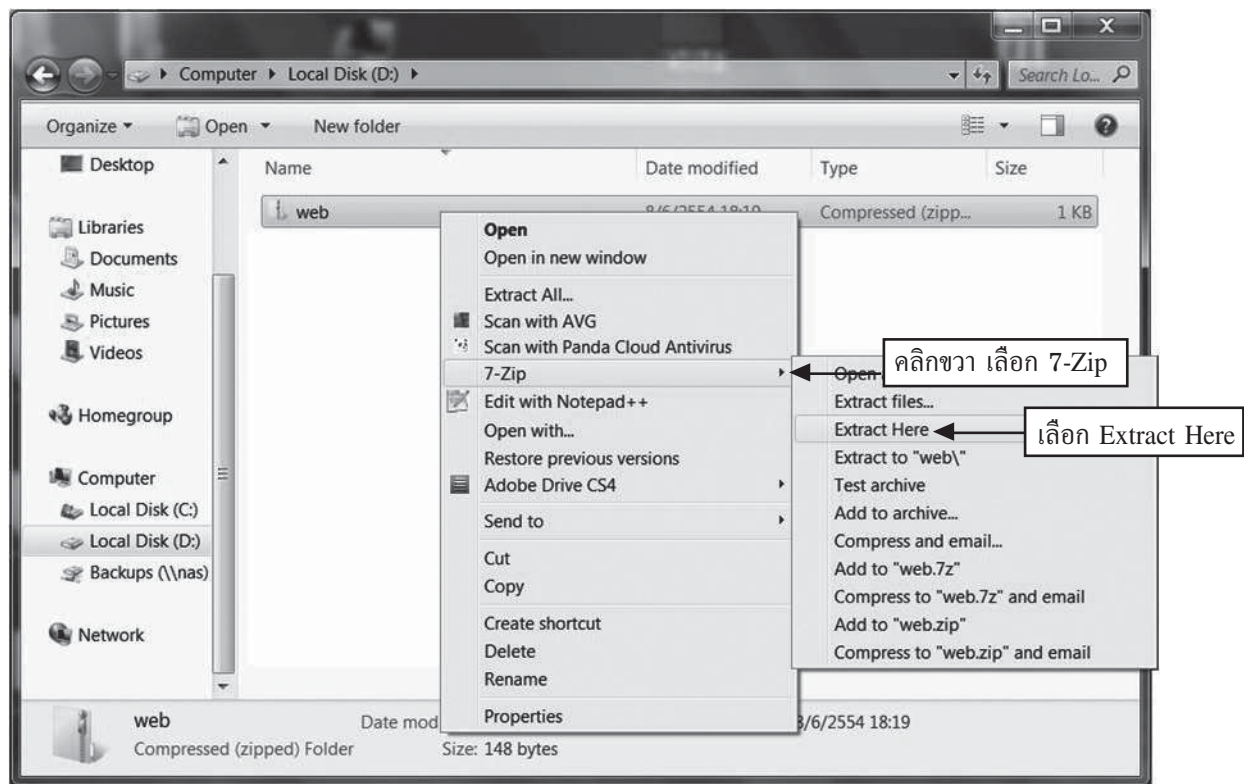 Computer ▸ Local Disk (D:) ▸
Search Lo...
Organize ▾ Open ▾ New folder
Desktop
Libraries
Documents
Music
Pictures
Videos
Homegroup
Computer
Local Disk (C:)
Local Disk (D:)
Backups (\\nas)
Network
Name Date modified Type Size
web 8/6/2554 18:19 Compressed (zipp... 1 KB
Open
Open in new window
Extract All...
Scan with AVG
Scan with Panda Cloud Antivirus
7-Zip
Edit with Notepad++
Open with...
Restore previous versions
Adobe Drive CS4
Send to
Cut
Copy
Create shortcut
Delete
Rename
Properties
คลิกขวา เลือก 7-Zip
Open
Extract files...
Extract Here
เลือก Extract Here
Extract to "web\"
Test archive
Add to archive...
Compress and email...
Add to "web.7z"
Compress to "web.7z" and email
Add to "web.zip"
Compress to "web.zip" and email
web Date mod /6/2554 18:19
Compressed (zipped) Folder Size: 148 bytes